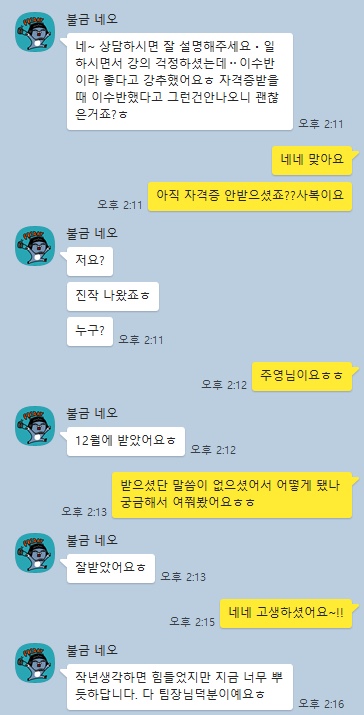 불금 네오
네~ 상담하시면 잘 설명해주세요·일
하시면서 강의 걱정하셨는데··이수반
이라 좋다고 강추했어요ㅎ 자격증받을
때 이수반했다고 그런건안나오니 괜찮
은거죠?ㅎ
오후 2:11
네네 맞아요
아직 자격증 안받으셨죠??사복이요
오후 2:11
불금 네오
저요?
진작 나왔죠ㅎ
누구?
오후 2:11
주영님이요ㅎㅎ
오후 2:12
불금 네오
12월에 받았어요ㅎ
오후 2:12
받으셨단 말씀이 없으셨어서 어떻게 됐나
궁금해서 여쭤봤어요ㅎㅎ
오후 2:13
불금 네오
잘받았어요ㅎ
오후 2:13
네네 고생하셨어요~!!
오후 2:15
불금 네오
작년생각하면 힘들었지만 지금 너무 뿌
듯하답니다. 다 팀장님덕분이예요ㅎ
오후 2:16